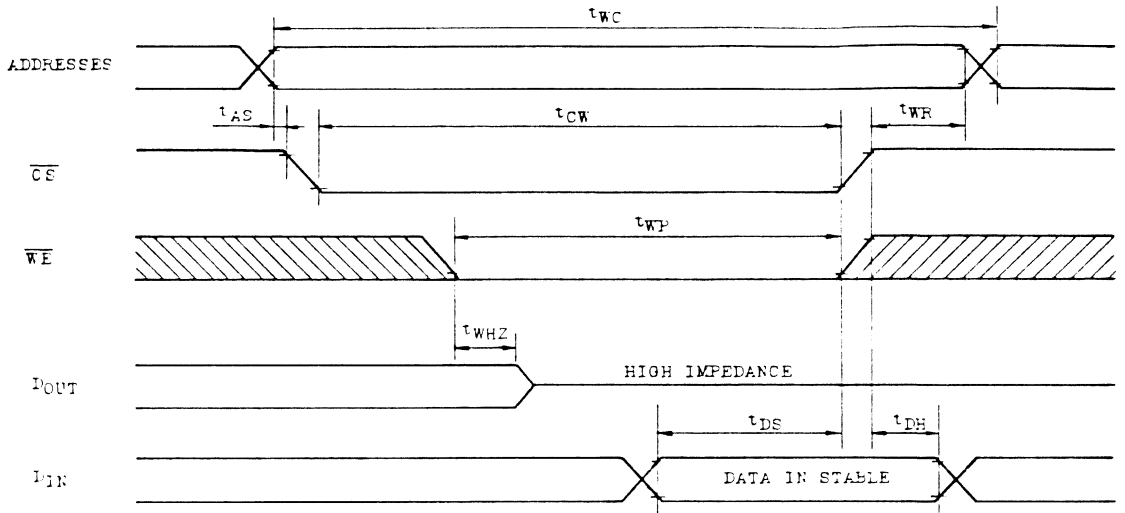 tWC
ADDRESSES
tAS
tCW
tWR
CS
tWP
WE
tWHZ
DOUT
HIGH IMPEDANCE
tDS
tDH
DIN
DATA IN STABLE